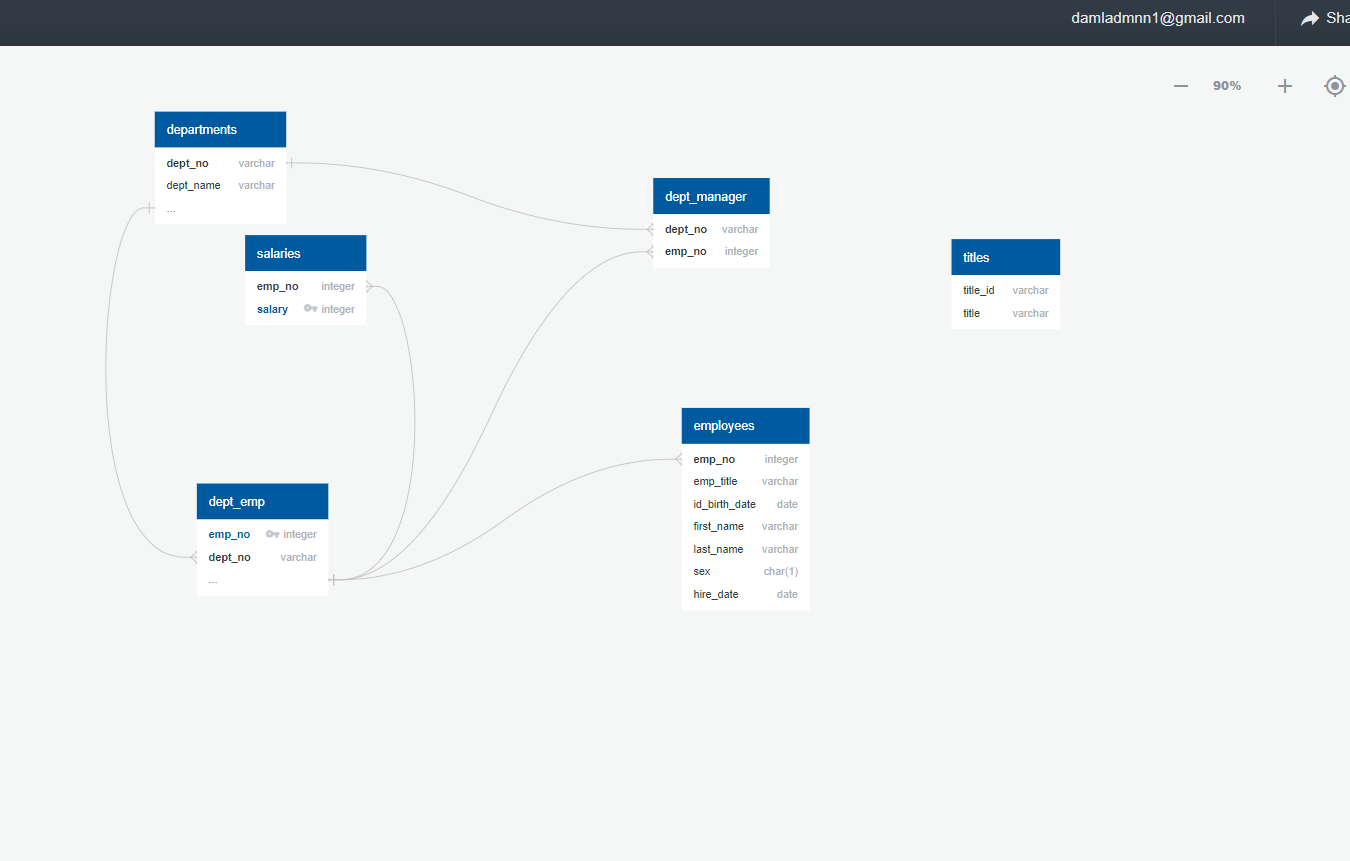 damladmnn1@gmail.com
Sha
90%
departments
dept_no varchar
dept_name varchar
...
salaries
emp_no integer
salary integer
dept_manager
dept_no varchar
emp_no integer
titles
title_id varchar
title varchar
employees
emp_no integer
emp_title varchar
id_birth_date date
first_name varchar
last_name varchar
sex char(1)
hire_date date
dept_emp
emp_no integer
dept_no varchar
...